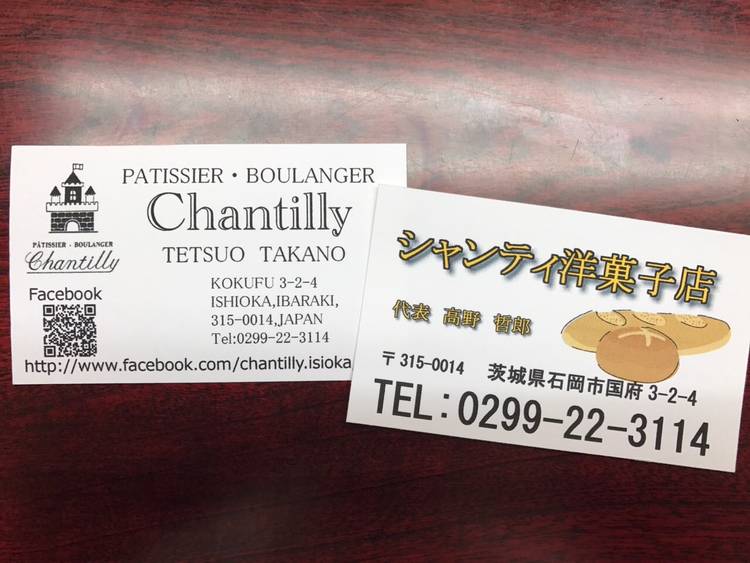 PATISSIER・BOULANGER
Chantilly
TETSUO TAKANO
KOKUFU 3-2-4
ISHIOKA,IBARAKI,
315-0014,JAPAN
Tel:0299-22-3114
PÂTISSIER・BOULANGER
Chantilly
Facebook
http://www.facebook.com/chantilly.isioka
シャンティ洋菓子店
代表 高野 哲郎
〒315-0014 茨城県石岡市国府 3-2-4
TEL:0299-22-3114